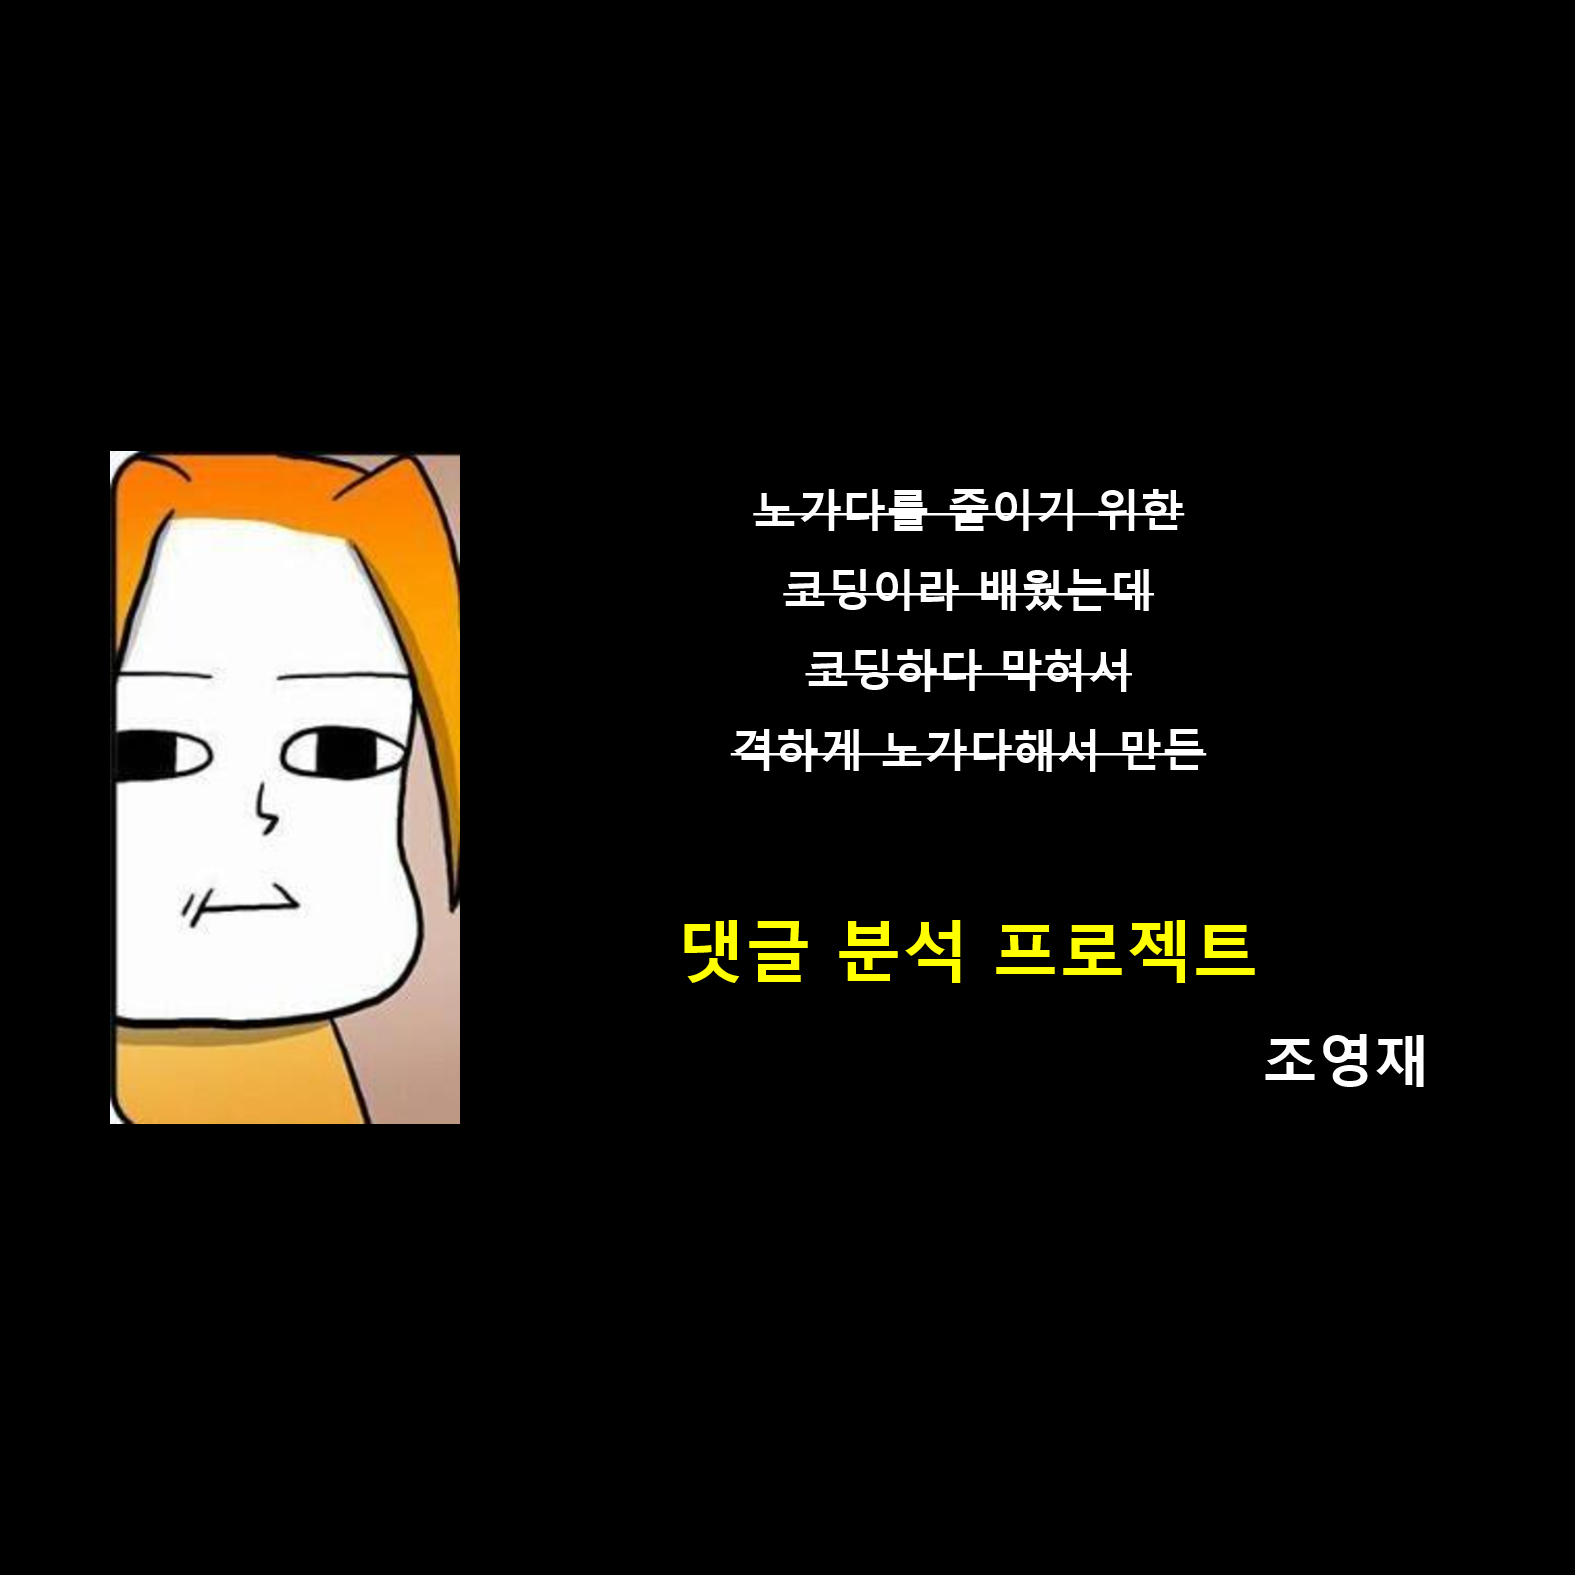 노가다를 줄이기 위한
코딩이라 배웠는데
코딩하다 막혀서
격하게 노가다해서 만든
댓글 분석 프로젝트
조영재